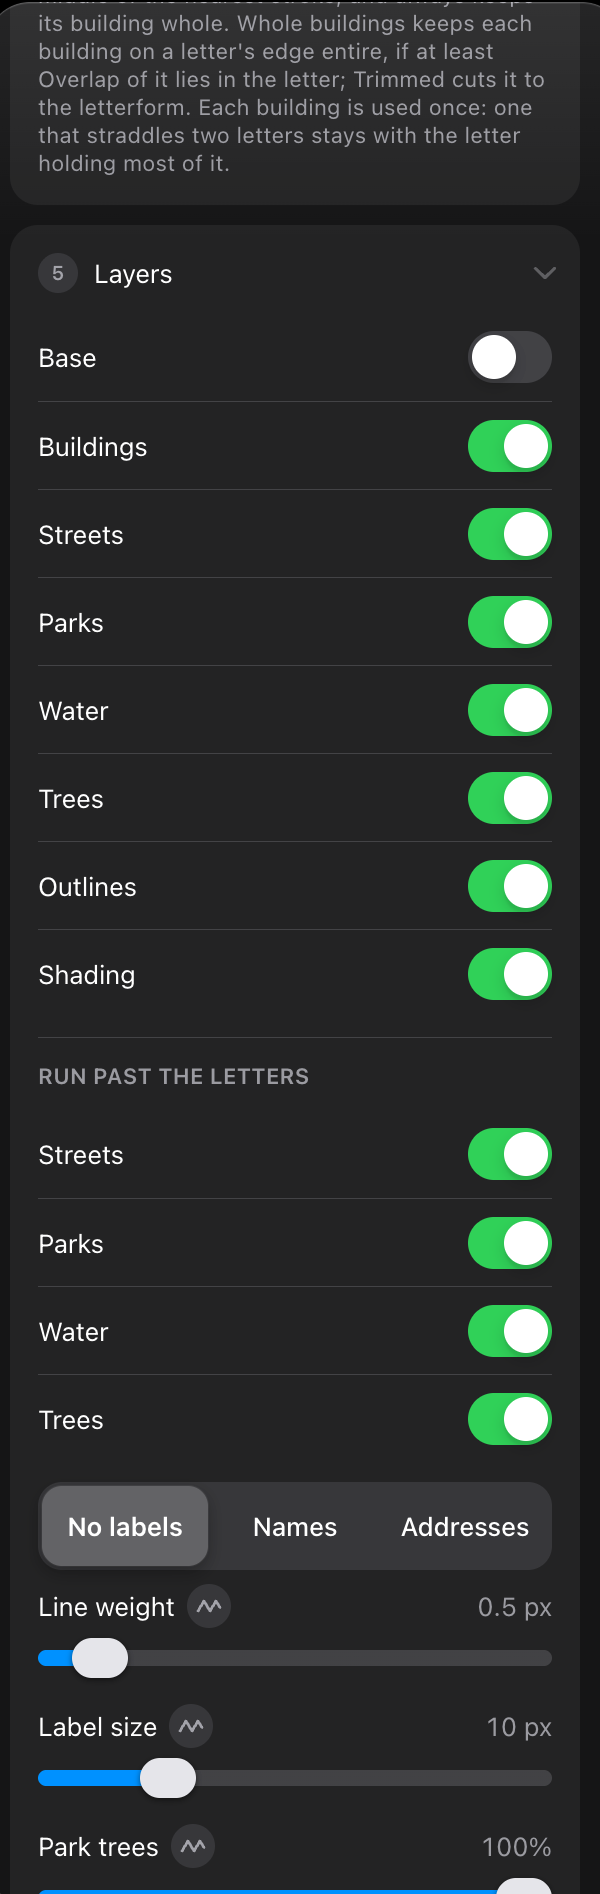 its building whole. Whole buildings keeps each
building on a letter's edge entire, if at least
Overlap of it lies in the letter; Trimmed cuts it to
the letterform. Each building is used once: one
that straddles two letters stays with the letter
holding most of it.
5 Layers
Base
Buildings
Streets
Parks
Water
Trees
Outlines
Shading
RUN PAST THE LETTERS
Streets
Parks
Water
Trees
No labels Names Addresses
Line weight 0.5 px
Label size 10 px
Park trees 100%